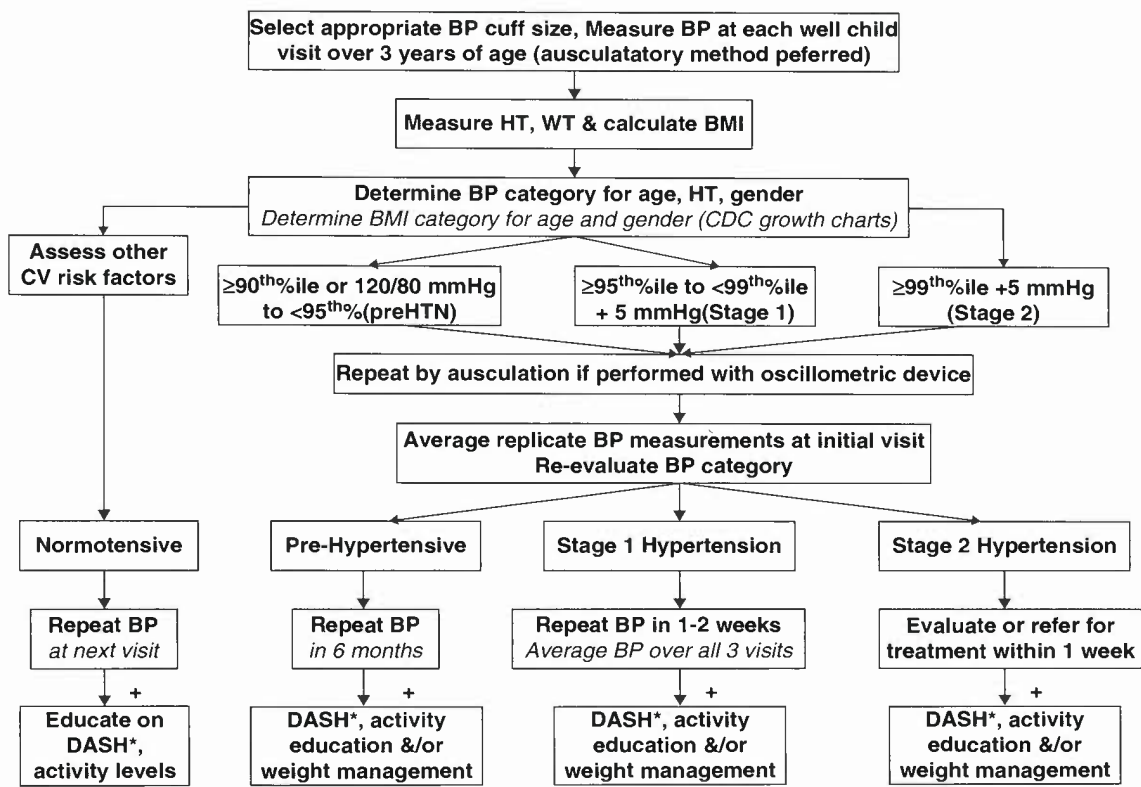 Select appropriate BP cuff size, Measure BP at each well child
visit over 3 years of age (ausculatatory method peferred)
Measure HT, WT & calculate BMI
Determine BP category for age, HT, gender
Determine BMI category for age and gender (CDC growth charts)
Assess other
CV risk factors
≥90th%ile or 120/80 mmHg
to <95th%(preHTN)
≥95th%ile to <99th%ile
+ 5 mmHg(Stage 1)
≥99th%ile +5 mmHg
(Stage 2)
Repeat by ausculation if performed with oscillometric device
Average replicate BP measurements at initial visit
Re-evaluate BP category
Normotensive
Pre-Hypertensive
Stage 1 Hypertension
Stage 2 Hypertension
Repeat BP
at next visit
Repeat BP
in 6 months
Repeat BP in 1-2 weeks
Average BP over all 3 visits
Evaluate or refer for
treatment within 1 week
+
+
+
+
Educate on
DASH*,
activity levels
DASH*, activity
education &/or
weight management
DASH*, activity
education &/or
weight management
DASH*, activity
education &/or
weight management